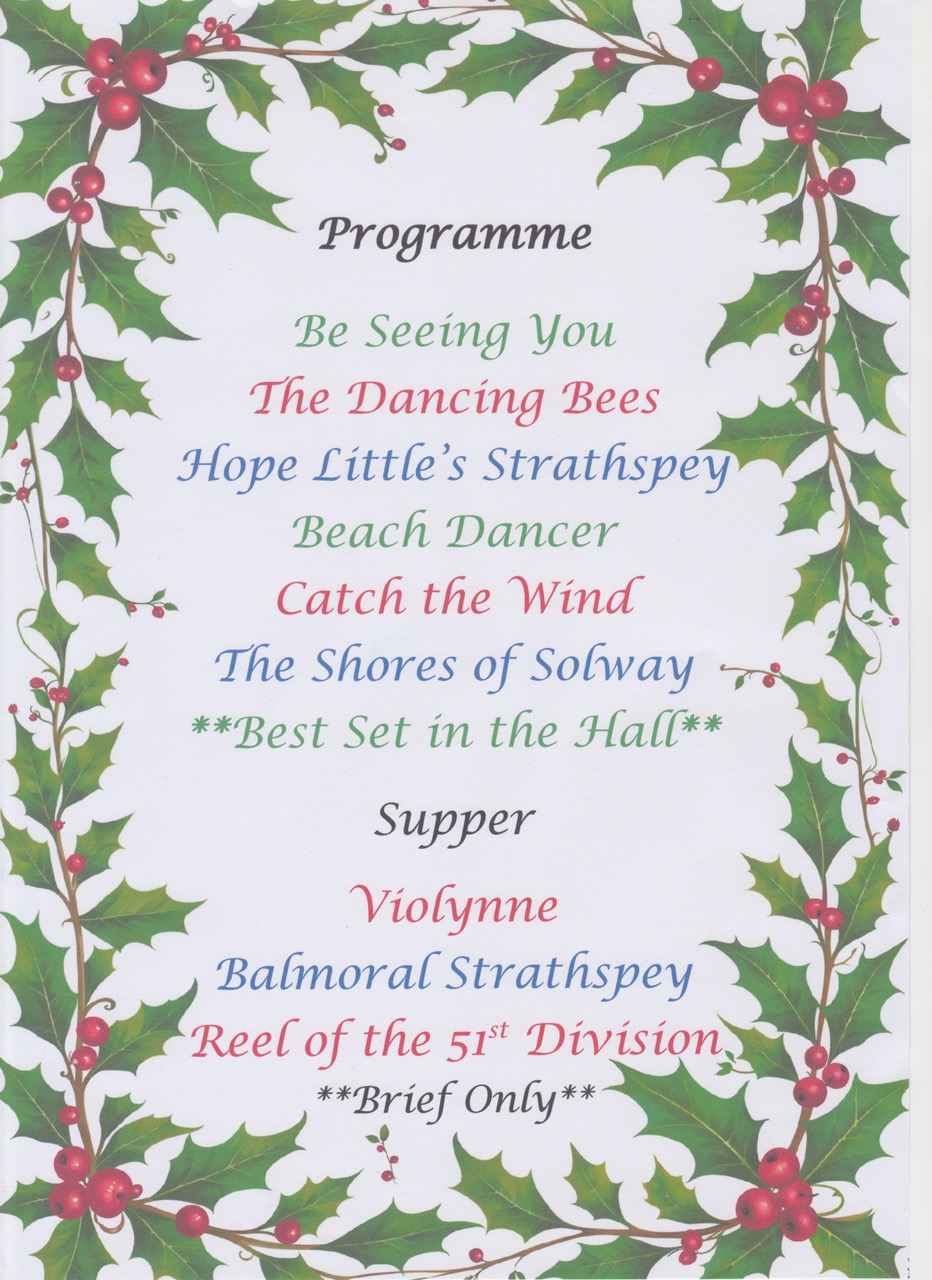 Programme
Be Seeing You
The Dancing Bees
Hope Little's Strathspey
Beach Dancer
Catch the Wind
The Shores of Solway
**Best Set in the Hall**
Supper
Violynne
Balmoral Strathspey
Reel of the 51st Division
**Brief Only**